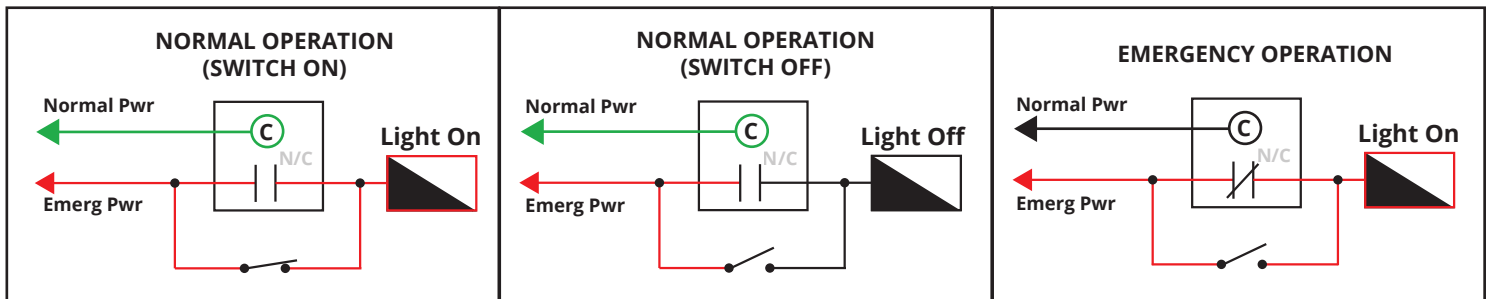 NORMAL OPERATION
(SWITCH ON)
Normal Pwr
C
Light On
N/C
Emerg Pwr
NORMAL OPERATION
(SWITCH OFF)
Normal Pwr
C
Light Off
N/C
Emerg Pwr
EMERGENCY OPERATION
Normal Pwr
C
Light On
N/C
Emerg Pwr